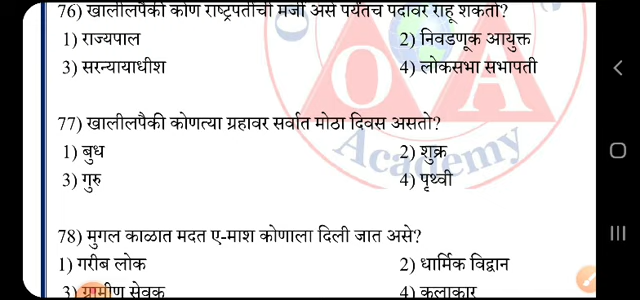 76) खालीलपैकी कोण राष्ट्रपतीची मर्जी असे पर्यंतच पदावर राहू शकतो?
1) राज्यपाल 2) निवडणूक आयुक्त
3) सरन्यायाधीश 4) लोकसभा सभापती
77) खालीलपैकी कोणत्या ग्रहावर सर्वात मोठा दिवस असतो?
1) बुध 2) शुक्र
3) गुरु 4) पृथ्वी
78) मुगल काळात मदत ए-माश कोणाला दिली जात असे?
1) गरीब लोक 2) धार्मिक विद्वान
3) ग्रामीण सेवक 4) कलाकार
O A
Academy